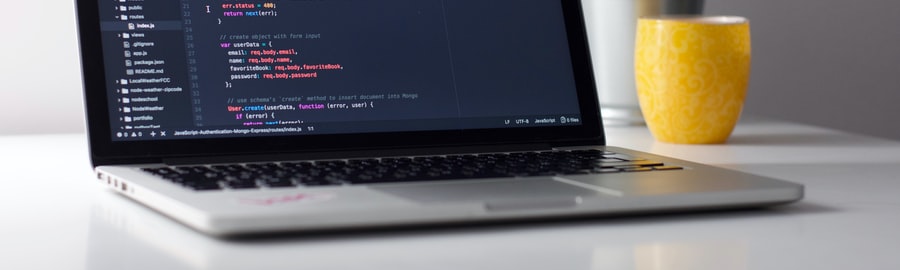 public
routes
index.js
views
.gitignore
app.js
package.json
README.md
LocalWeatherFCC
node-weather-zipcode
nodeschool
NodeWeather
portfolio
21
err.status = 400;
22
return next(err);
23
}
24
25
// create object with form input
26
var userData = {
27
email: req.body.email,
28
name: req.body.name,
29
favoriteBook: req.body.favoriteBook,
30
password: req.body.password
31
};
32
33
// use schema's `create` method to insert document into Mongo
34
User.create(userData, function (error, user) {
35
if (error) {
return next(error);
JavaScript-Authentication-Mongo-Express/routes/index.js 1:1
LF UTF-8 JavaScript 0 files